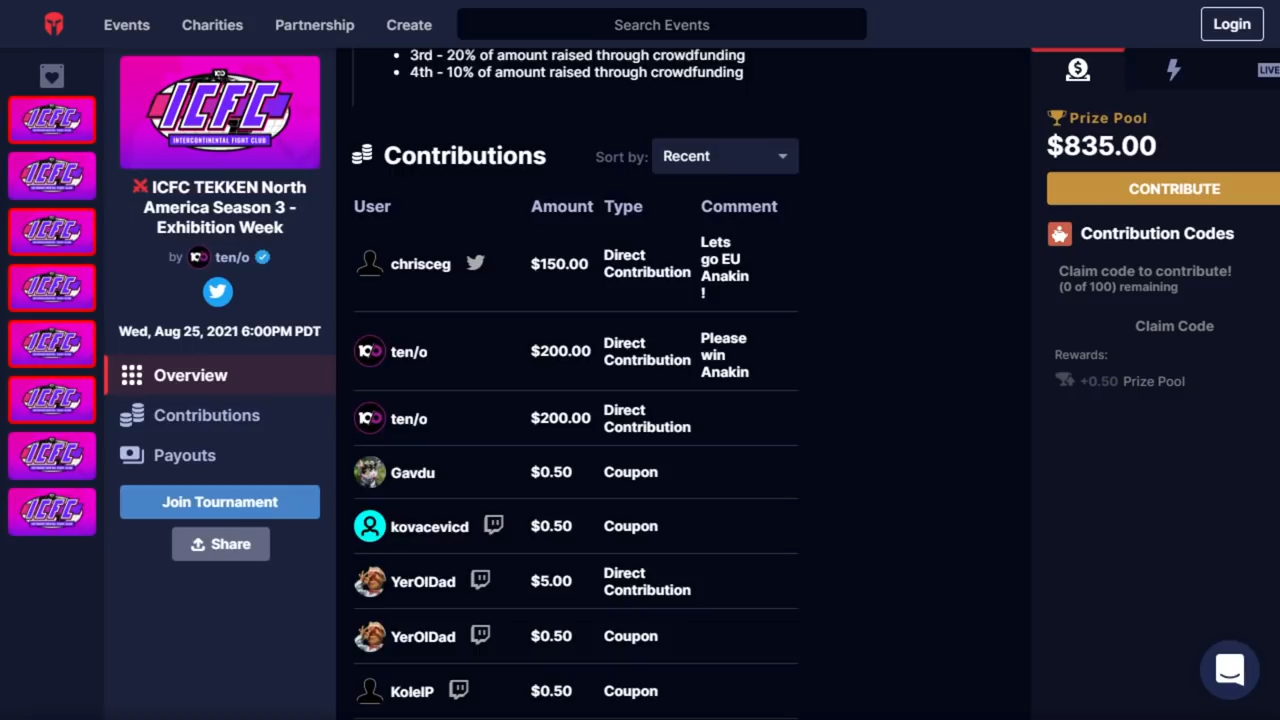 Events
Charities
Partnership
Create
Search Events
Login
ICFC
INTERCONTINENTAL FIGHT CLUB
ICFC TEKKEN North
America Season 3 -
Exhibition Week
by ten/o
Wed, Aug 25, 2021 6:00PM PDT
Overview
Contributions
Payouts
Join Tournament
Share
3rd - 20% of amount raised through crowdfunding
4th - 10% of amount raised through crowdfunding
Contributions
Sort by: Recent
User Amount Type Comment
chrisceg $150.00 Direct Contribution Lets go EU Anakin !
ten/o $200.00 Direct Contribution Please win Anakin
ten/o $200.00 Direct Contribution
Gavdu $0.50 Coupon
kovacevicd $0.50 Coupon
YerOlDad $5.00 Direct Contribution
YerOlDad $0.50 Coupon
KoleIP $0.50 Coupon
LIVE
Prize Pool
$835.00
CONTRIBUTE
Contribution Codes
Claim code to contribute!
(0 of 100) remaining
Claim Code
Rewards:
+0.50 Prize Pool